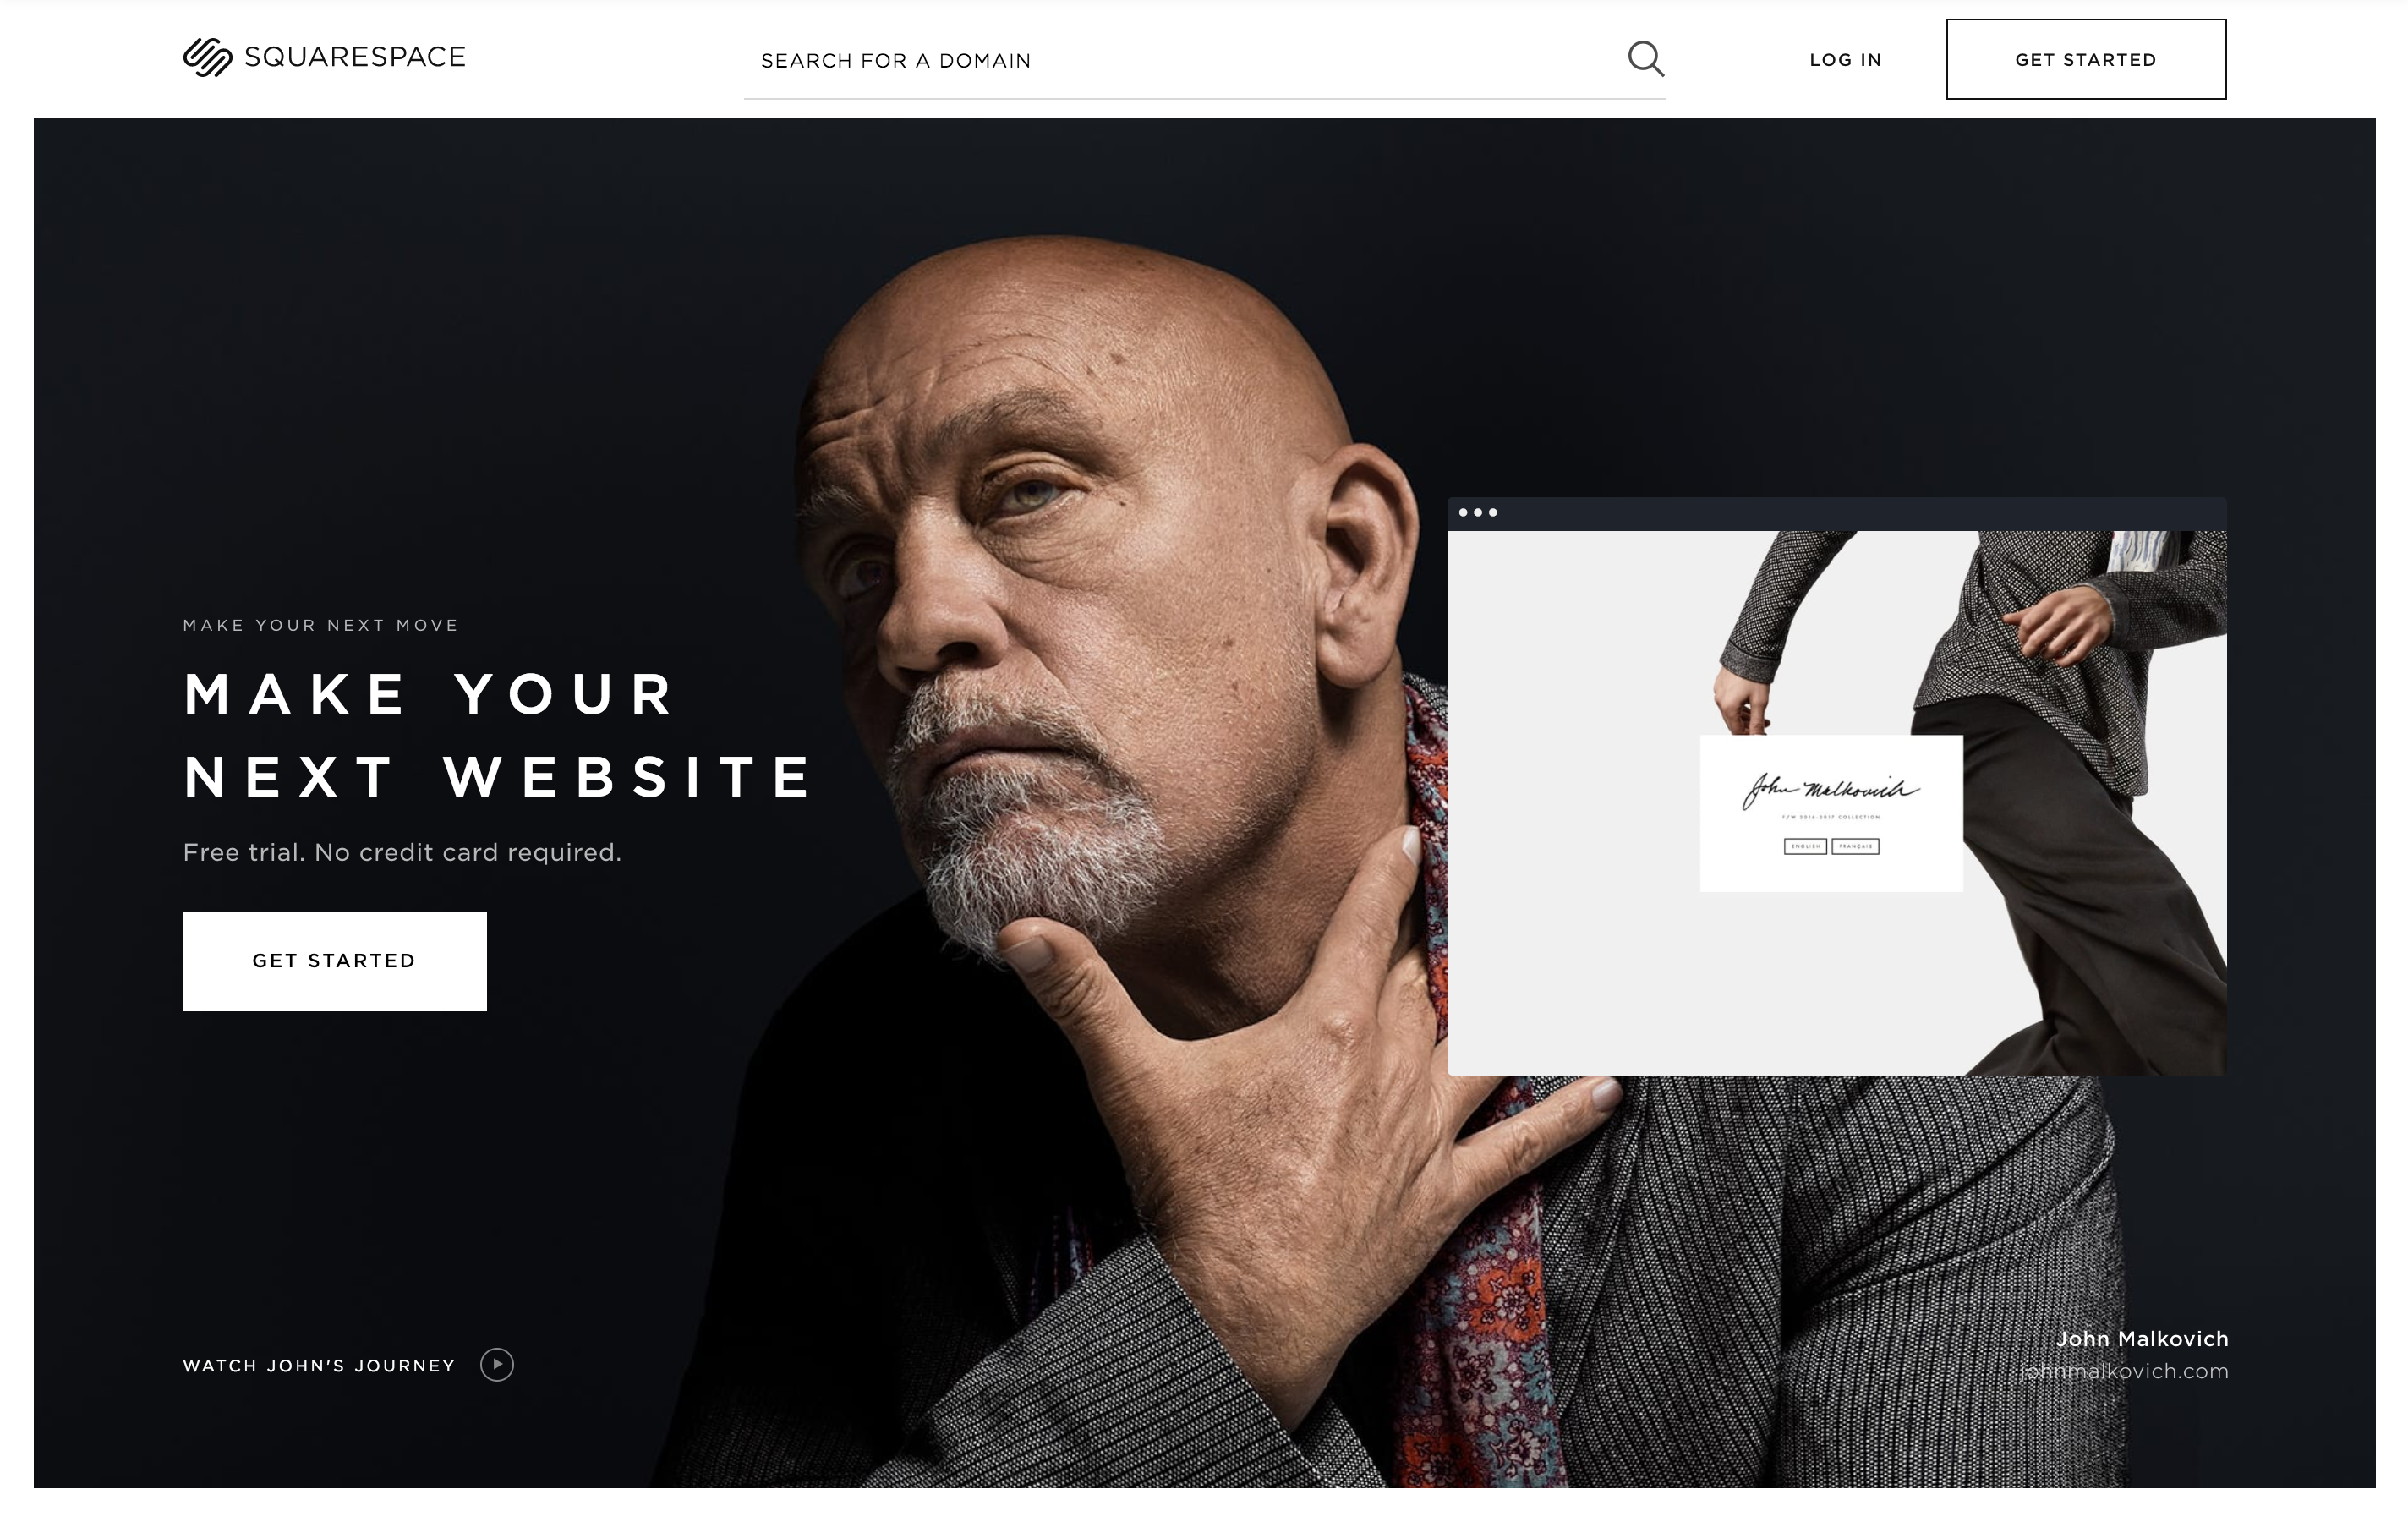 SQUARESPACE
SEARCH FOR A DOMAIN
LOG IN
GET STARTED
MAKE YOUR NEXT MOVE
MAKE YOUR
NEXT WEBSITE
Free trial. No credit card required.
GET STARTED
John Malkovich
F/W 2016-2017 COLLECTION
ENGLISH FRANÇAIS
WATCH JOHN'S JOURNEY
John Malkovich
johnmalkovich.com